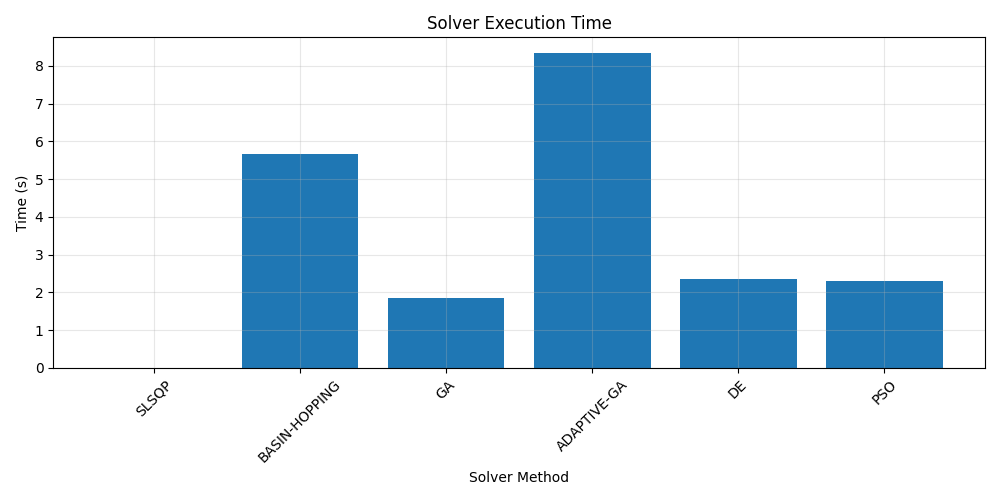 Solver Execution Time
Time (s)
8
7
6
5
4
3
2
1
0
SLSQP
BASIN-HOPPING
GA
ADAPTIVE-GA
DE
PSO
Solver Method